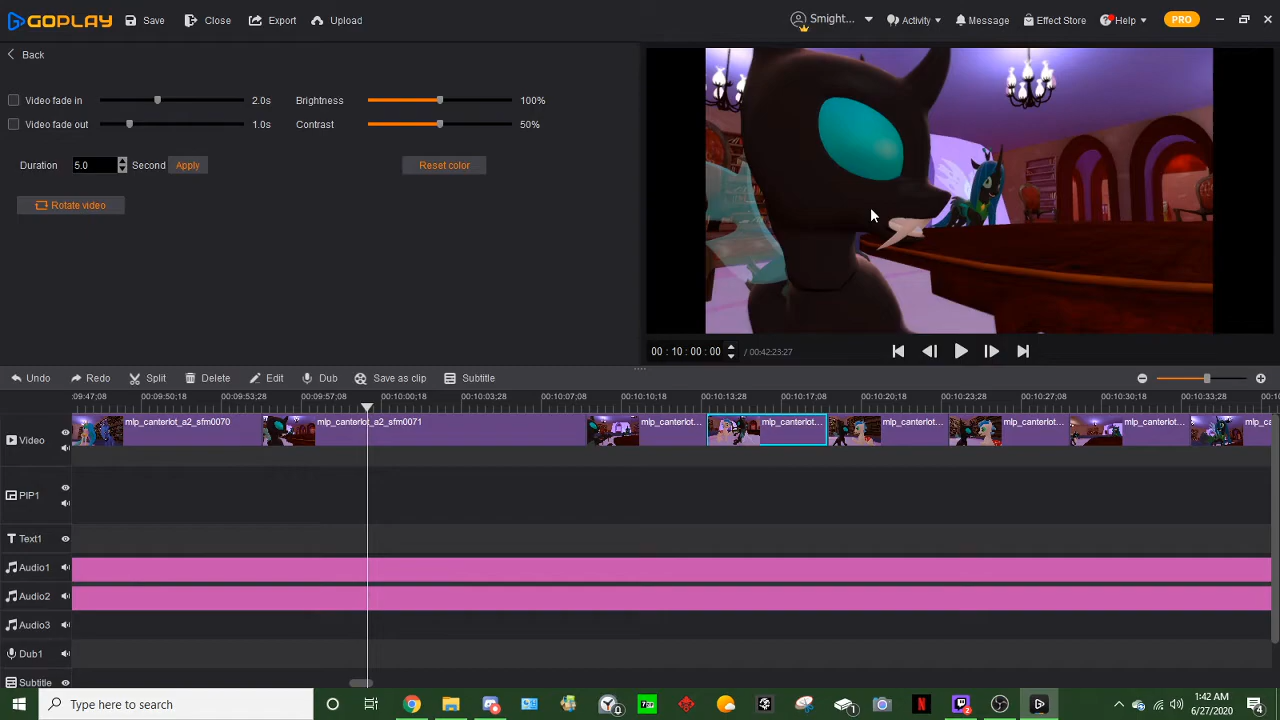 GOPLAY Save Close Export Upload Smight... Activity Message Effect Store Help PRO
Back
Video fade in 2.0s Brightness 100%
Video fade out 1.0s Contrast 50%
Duration 5.0 Second Apply Reset color
Rotate video
00 : 10 : 00 : 00 / 00:42:23:27
Undo Redo Split Delete Edit Dub Save as clip Subtitle
:09:47;08 00:09:50;18 00:09:53;28 00:09:57;08 00:10:00;18 00:10:03;28 00:10:07;08 00:10:10;18 00:10:13;28 00:10:17;08 00:10:20;18 00:10:23;28 00:10:27;08 00:10:30;18 00:10:33;28 00:10
Video mlp_canterlot_a2_sfm0070 mlp_canterlot_a2_sfm0071 mlp_canterlot... mlp_canterlot... mlp_canterlot... mlp_canterlot... mlp_canterlot... mlp_c
PIP1
Text1
Audio1
Audio2
Audio3
Dub1
Subtitle
Type here to search 1:42 AM
6/27/2020